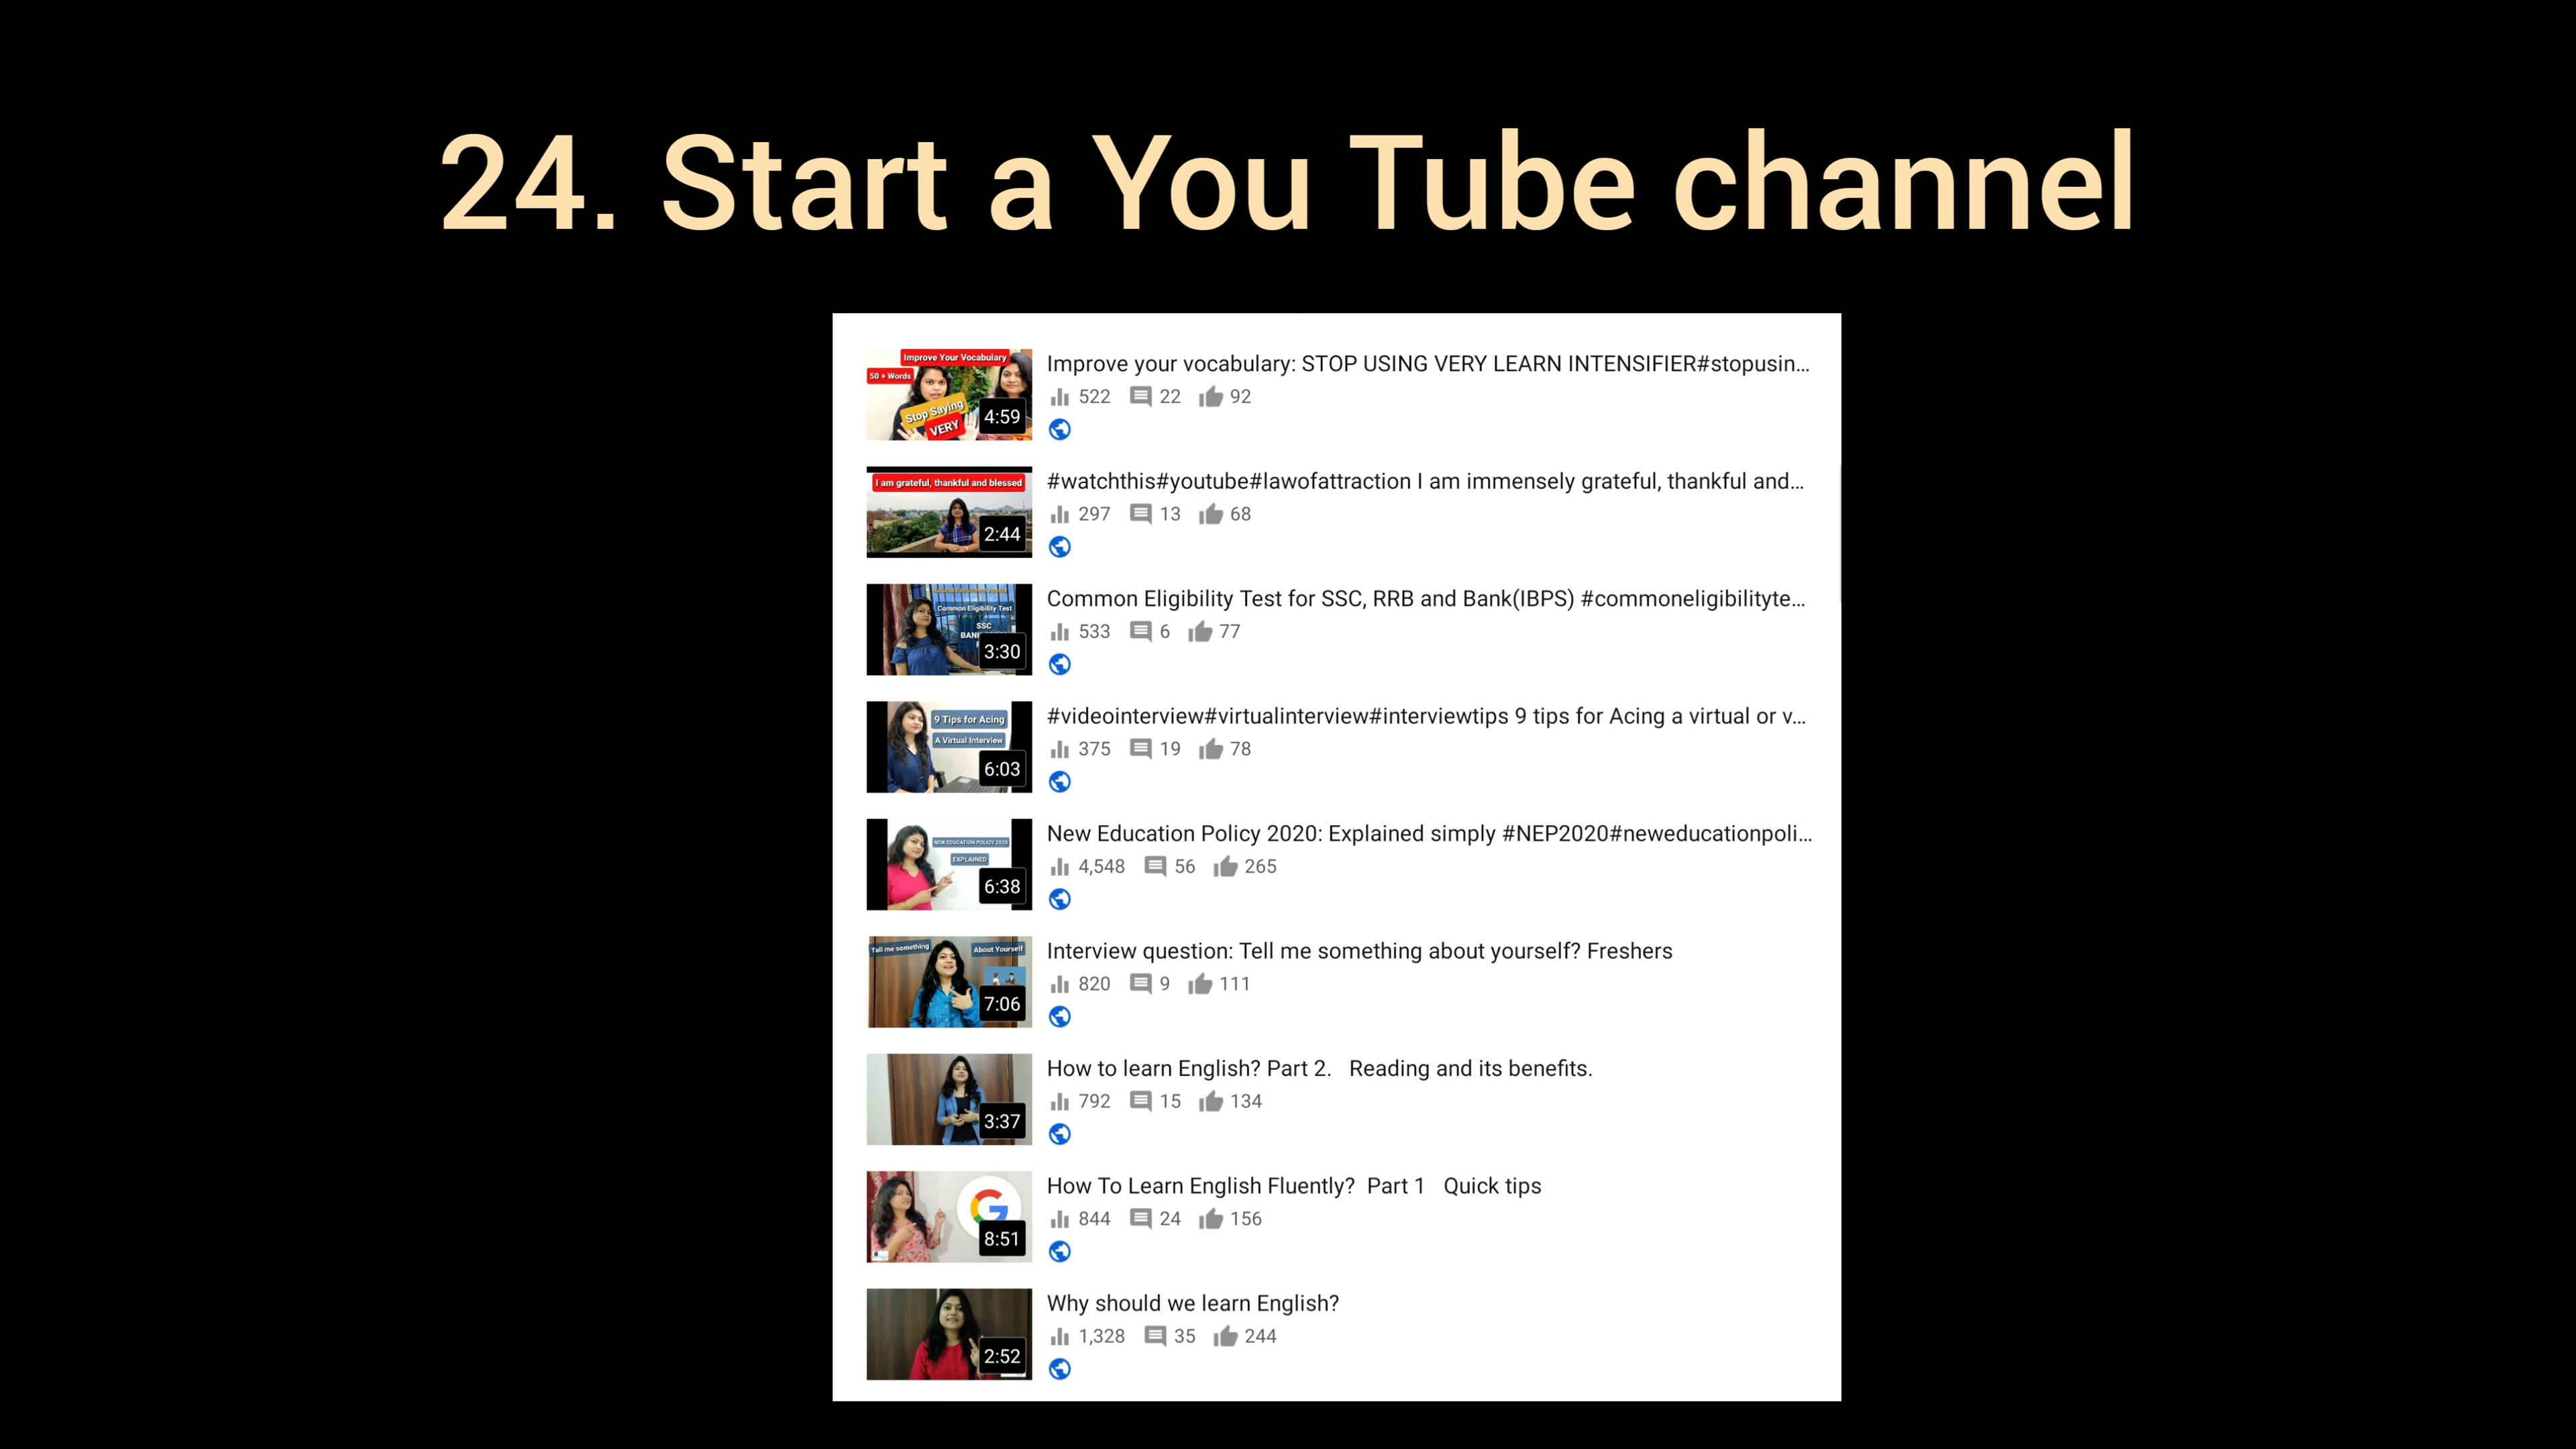 24. Start a You Tube channel
Improve Your Vocabulary
50 + Words
Stop Saying
VERY
4:59
Improve your vocabulary: STOP USING VERY LEARN INTENSIFIER#stopusin...
522 22 92
I am grateful, thankful and blessed
2:44
#watchthis#youtube#lawofattraction I am immensely grateful, thankful and...
297 13 68
Common Eligibility Test
SSC
BANK
3:30
Common Eligibility Test for SSC, RRB and Bank(IBPS) #commoneligibilityte...
533 6 77
9 Tips for Acing
A Virtual Interview
6:03
#videointerview#virtualinterview#interviewtips 9 tips for Acing a virtual or v...
375 19 78
NEW EDUCATION POLICY 2020
EXPLAINED
6:38
New Education Policy 2020: Explained simply #NEP2020#neweducationpoli...
4,548 56 265
Tell me something
About Yourself
7:06
Interview question: Tell me something about yourself? Freshers
820 9 111
3:37
How to learn English? Part 2. Reading and its benefits.
792 15 134
G
8:51
How To Learn English Fluently? Part 1 Quick tips
844 24 156
2:52
Why should we learn English?
1,328 35 244